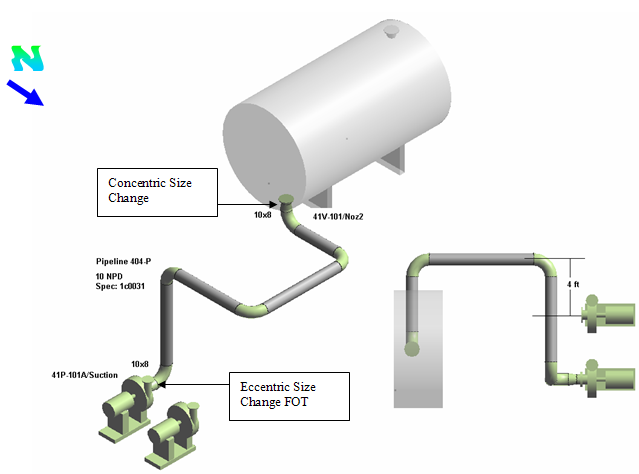 N
Concentric Size
Change
10x8
41V-101/Noz2
Pipeline 404-P
10 NPD
Spec: 1c0031
4 ft
10x8
41P-101A/Suction
Eccentric Size
Change FOT